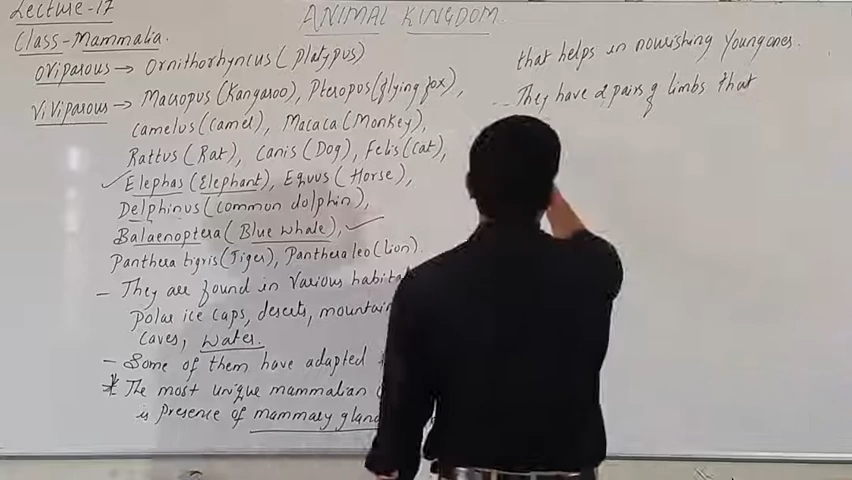 Lecture-17
ANIMAL KINGDOM.
Class-Mammalia.
Oviparous → Ornithorhyncus (Platypus)
Viviparous → Macropus (Kangaroo), Pteropus (flying fox),
Camelus (Camel), Macaca (Monkey),
Rattus (Rat), Canis (Dog), Felis (Cat),
Elephas (Elephant), Equus (Horse),
Delphinus (common dolphin),
Balaenoptera (Blue whale),
Panthera tigris (Tiger), Panthera leo (Lion).
- They are found in various
Polar ice caps, deserts,
caves, water.
- Some of them have adapted
* The most unique mammalian
is presence of mammary
that helps in nourishing Young ones.
- They have 2 pairs of limbs that